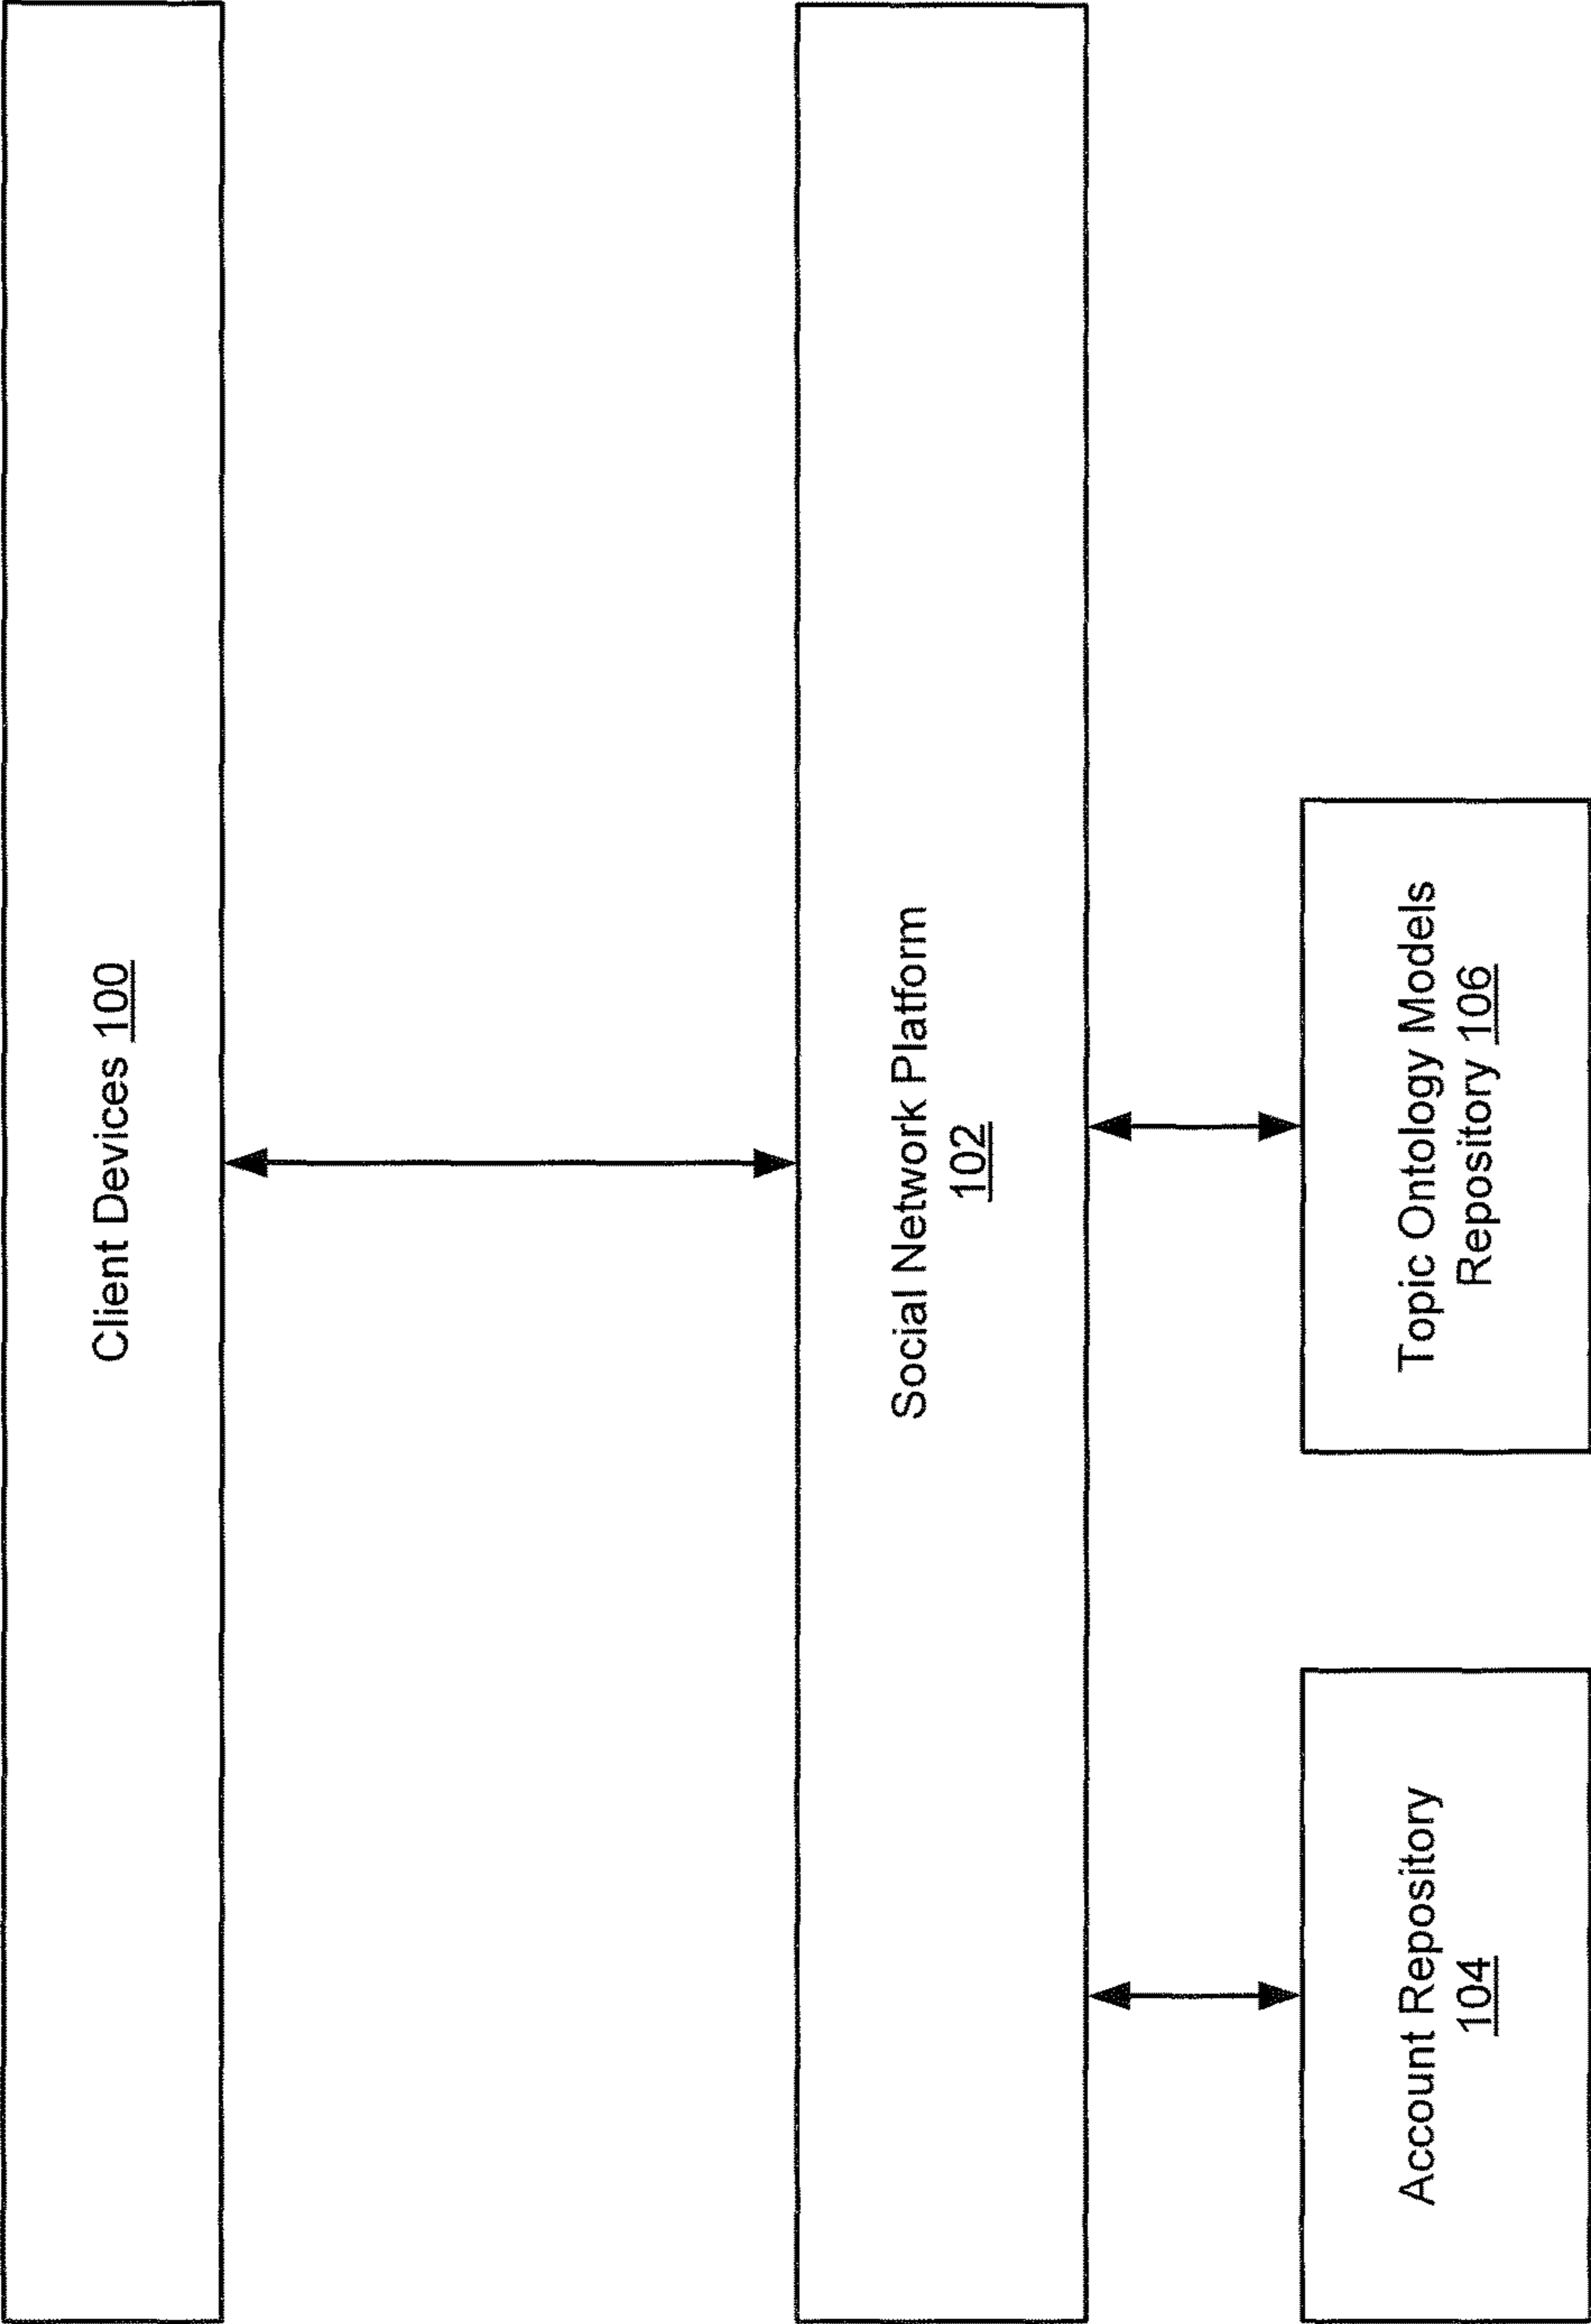 Client Devices 100
Social Network Platform
102
Account Repository
104
Topic Ontology Models
Repository 106